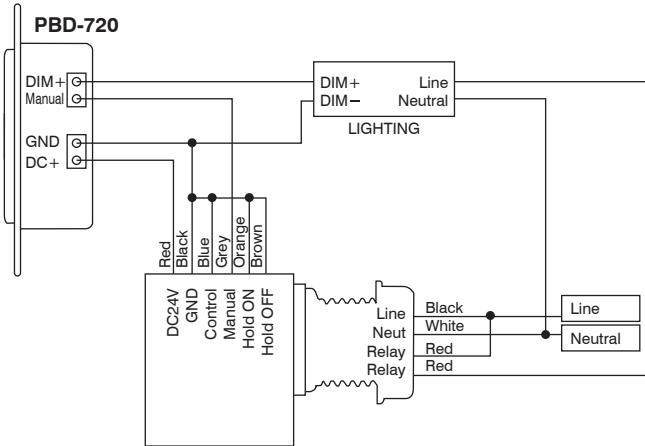 PBD-720
DIM+
Manual
GND
DC+
DIM+ Line
DIM− Neutral
LIGHTING
Red
Black
Blue
Grey
Orange
Brown
DC24V
GND
Control
Manual
Hold ON
Hold OFF
Line Black
Neut White
Relay Red
Relay Red
Line
Neutral